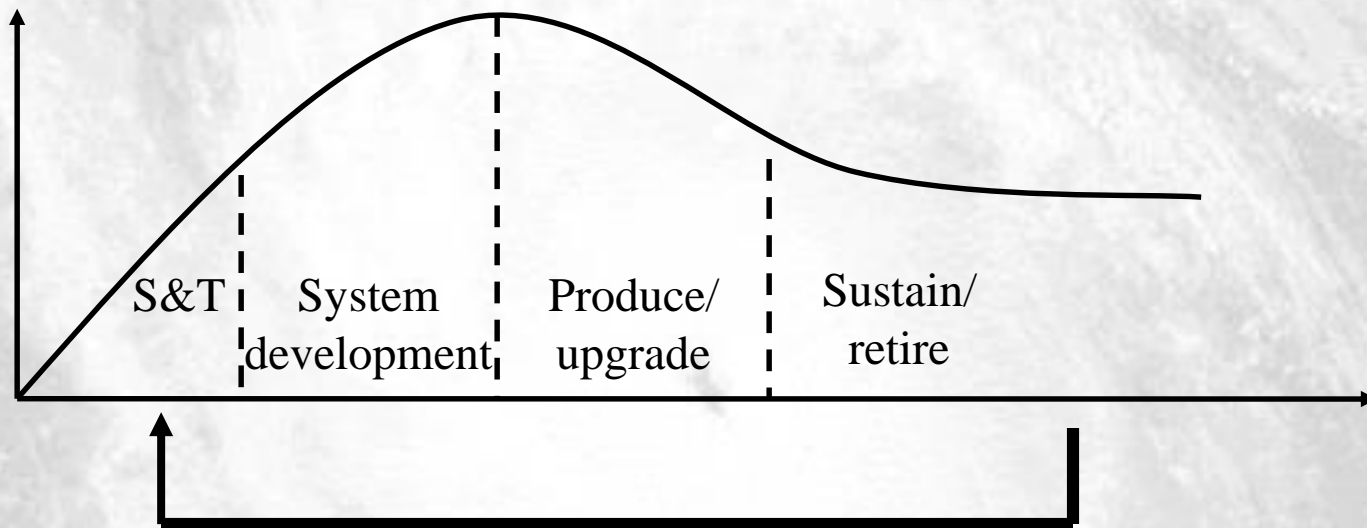 S&T
System
development
Produce/
upgrade
Sustain/
retire